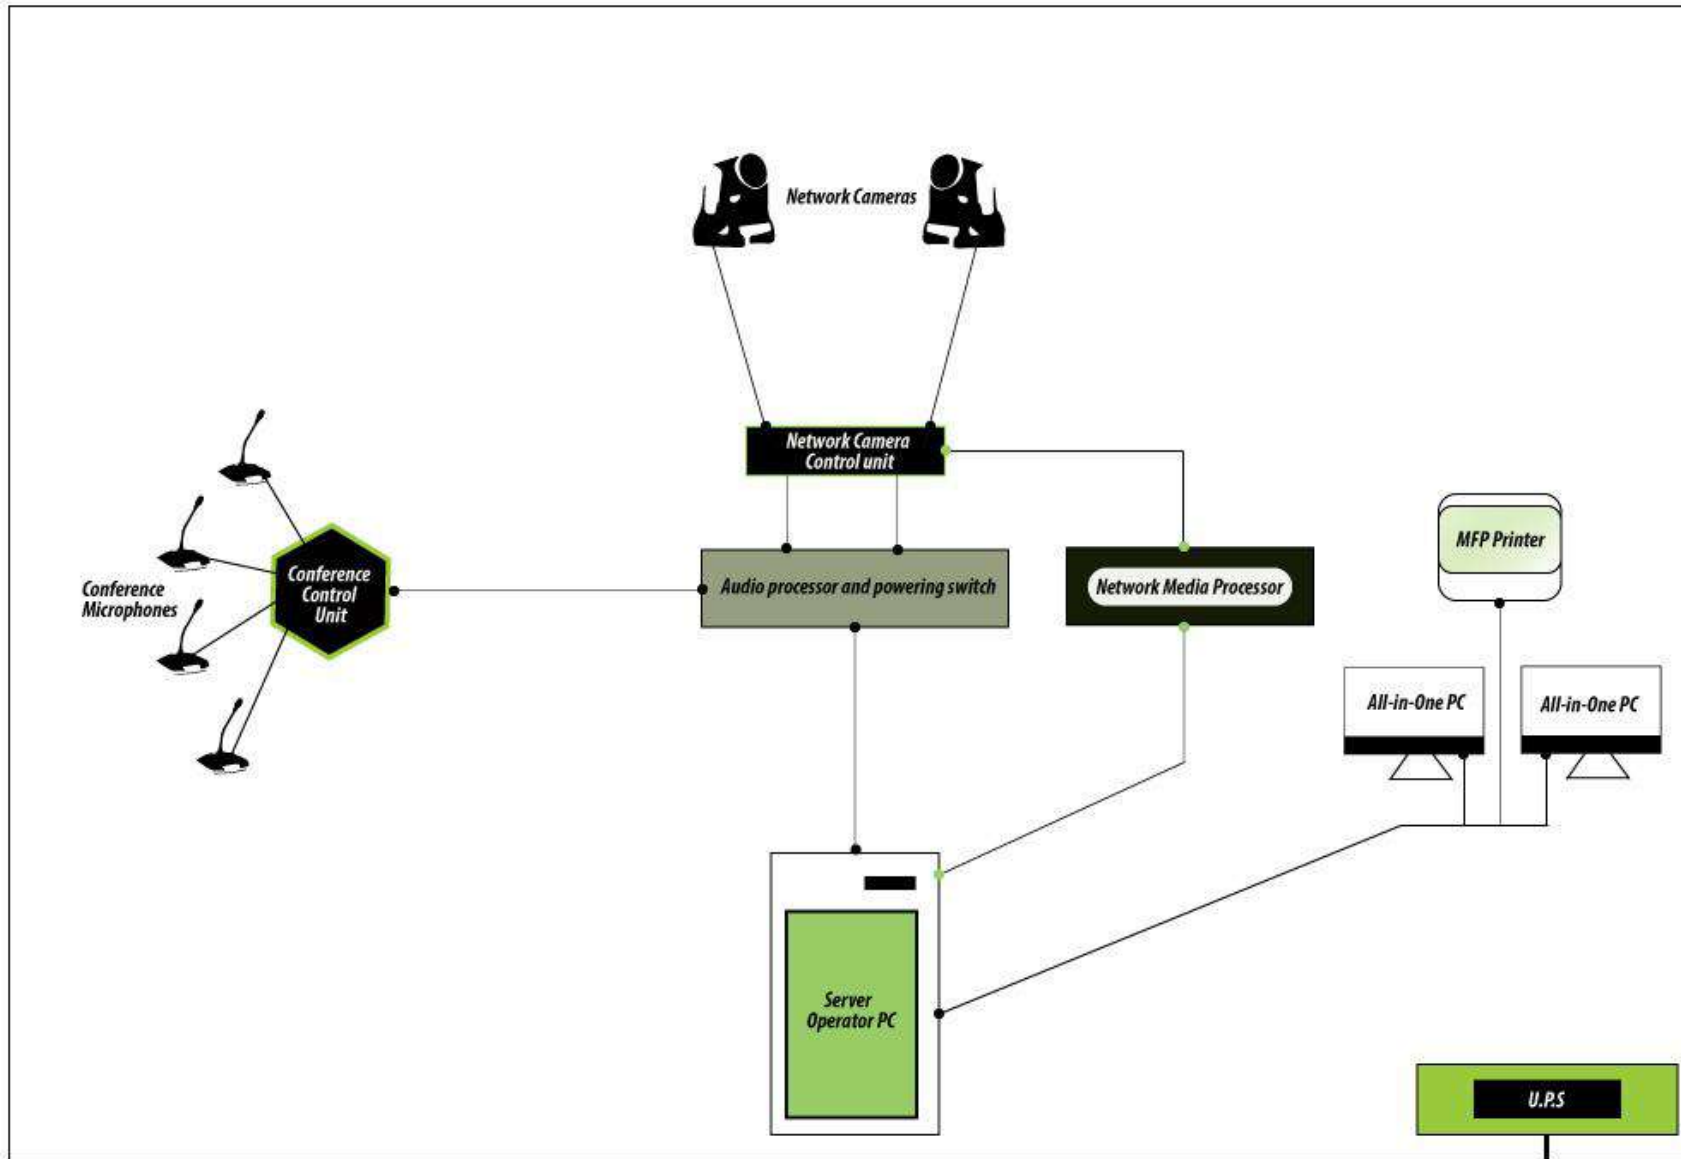 Network Cameras
Network Camera
Control unit
Conference
Control
Unit
Conference
Microphones
Audio processor and powering switch
Network Media Processor
MFP Printer
All-in-One PC
All-in-One PC
Server
Operator PC
U.P.S